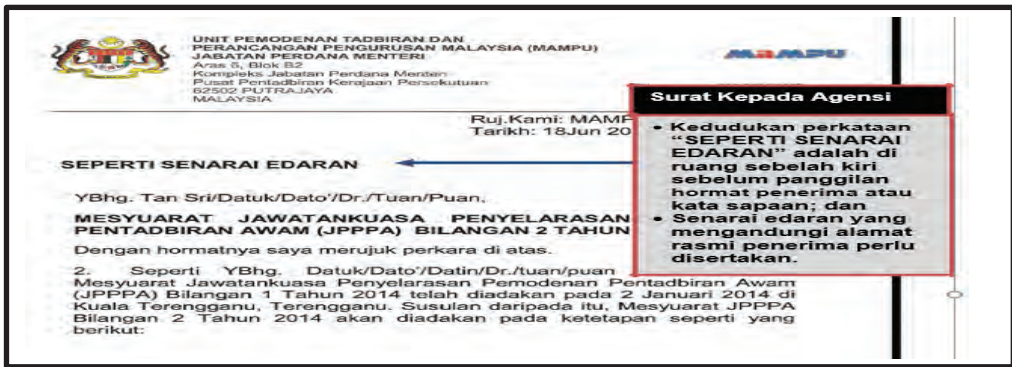 UNIT PEMODENAN TADBIRAN DAN
PERANCANGAN PENGURUSAN MALAYSIA (MAMPU)
JABATAN PERDANA MENTERI
Aras 6, Blok B2
Kompleks Jabatan Perdana Menteri
Pusat Pentadbiran Kerajaan Persekutuan
62502 PUTRAJAYA
MALAYSIA
MAMPU
Ruj.Kami: MAMP
Tarikh: 18Jun 20
SEPERTI SENARAI EDARAN
YBhg. Tan Sri/Datuk/Dato'/Dr./Tuan/Puan,
MESYUARAT JAWATANKUASA PENYELARASAN
PENTADBIRAN AWAM (JPPPA) BILANGAN 2 TAHUN
Dengan hormatnya saya merujuk perkara di atas.
2. Seperti YBhg. Datuk/Dato'/Datin/Dr./tuan/puan
Mesyuarat Jawatankuasa Penyelarasan Pemodenan Pentadbiran Awam
(JPPPA) Bilangan 1 Tahun 2014 telah diadakan pada 2 Januari 2014 di
Kuala Terengganu, Terengganu. Susulan daripada itu, Mesyuarat JPPPA
Bilangan 2 Tahun 2014 akan diadakan pada ketetapan seperti yang
berikut:
Surat Kepada Agensi
• Kedudukan perkataan
“SEPERTI SENARAI
EDARAN” adalah di
ruang sebelah kiri
sebelum panggilan
hormat penerima atau
kata sapaan; dan
• Senarai edaran yang
mengandungi alamat
rasmi penerima perlu
disertakan.